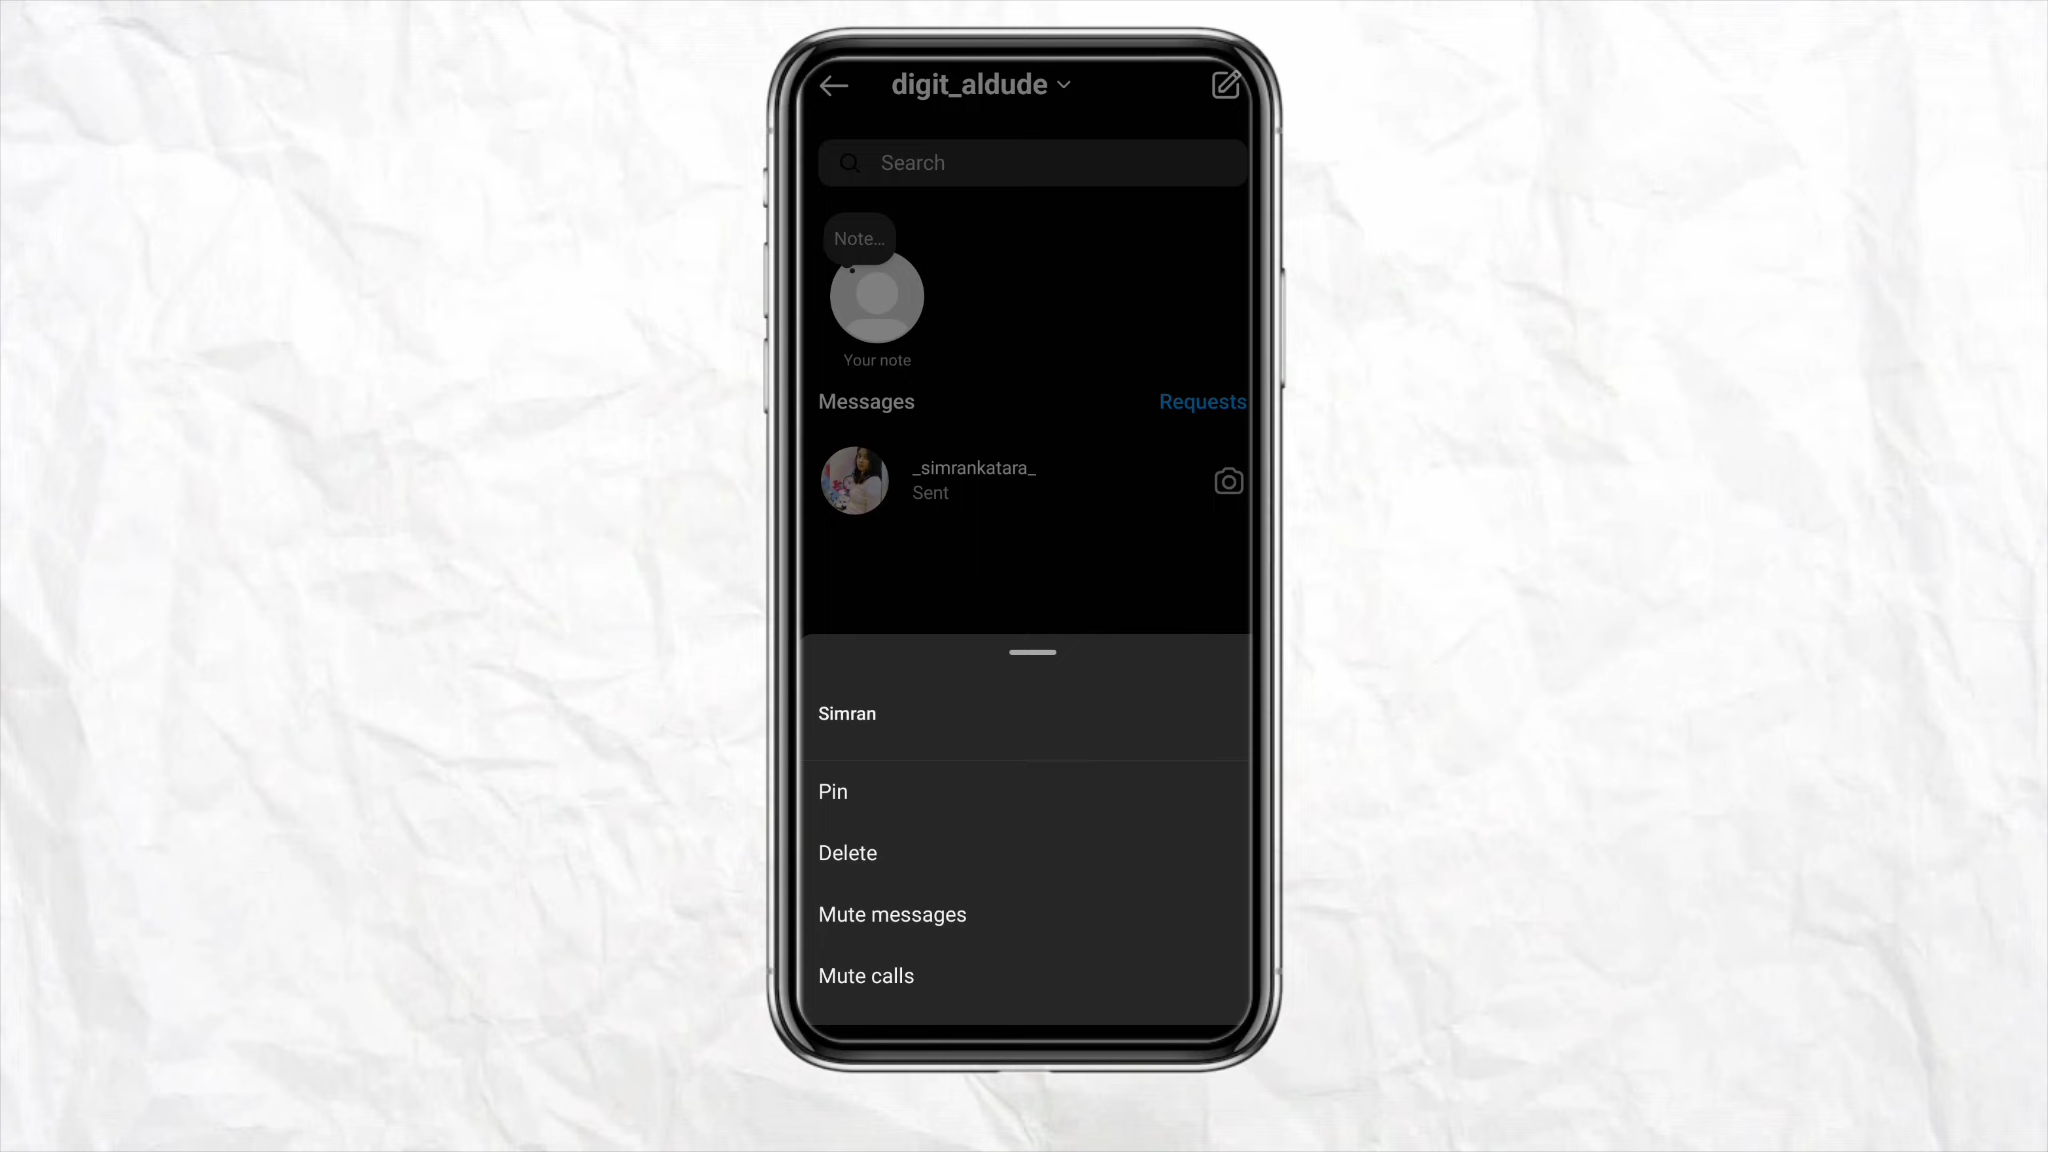 digit_aldude
Search
Note...
Your note
Messages
Requests
_simrankatara_
Sent
Simran
Pin
Delete
Mute messages
Mute calls